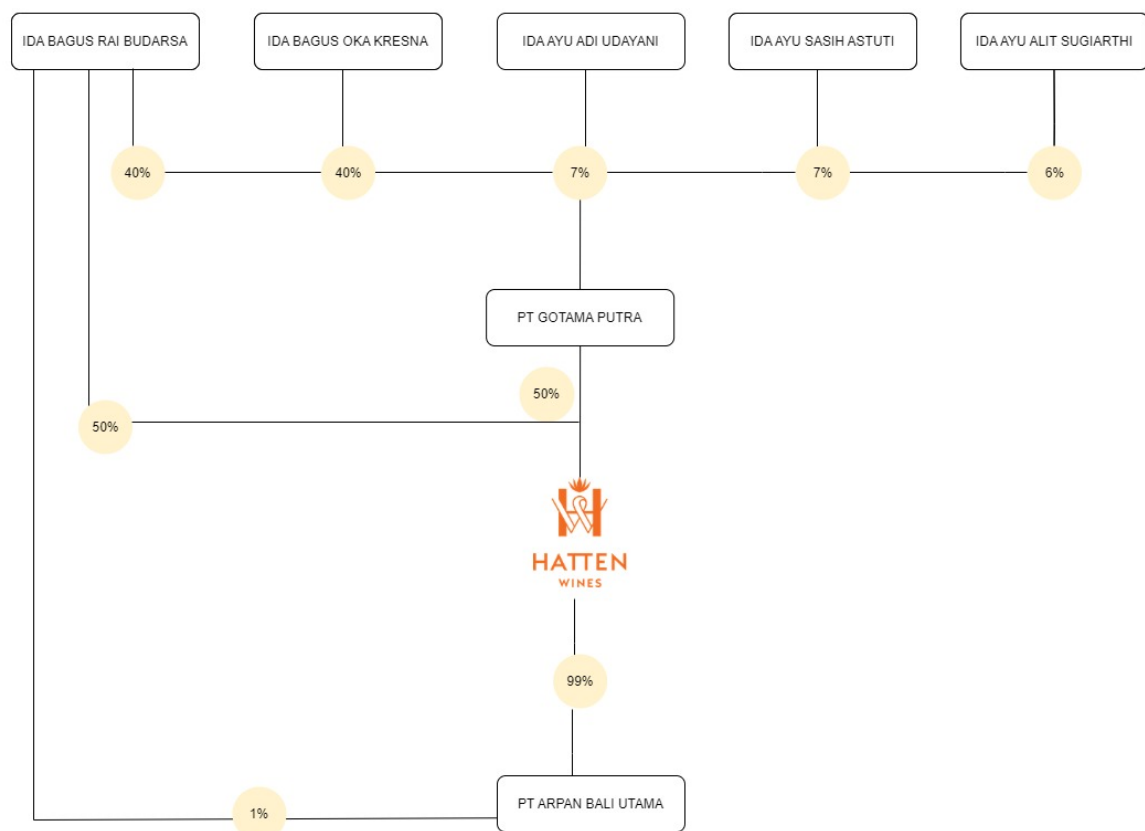 IDA BAGUS RAI BUDARSA
IDA BAGUS OKA KRESNA
IDA AYU ADI UDAYANI
IDA AYU SASIH ASTUTI
IDA AYU ALIT SUGIARTHI
40%
40%
7%
7%
6%
PT GOTAMA PUTRA
50%
50%
HATTEN
WINES
99%
PT ARPAN BALI UTAMA
1%